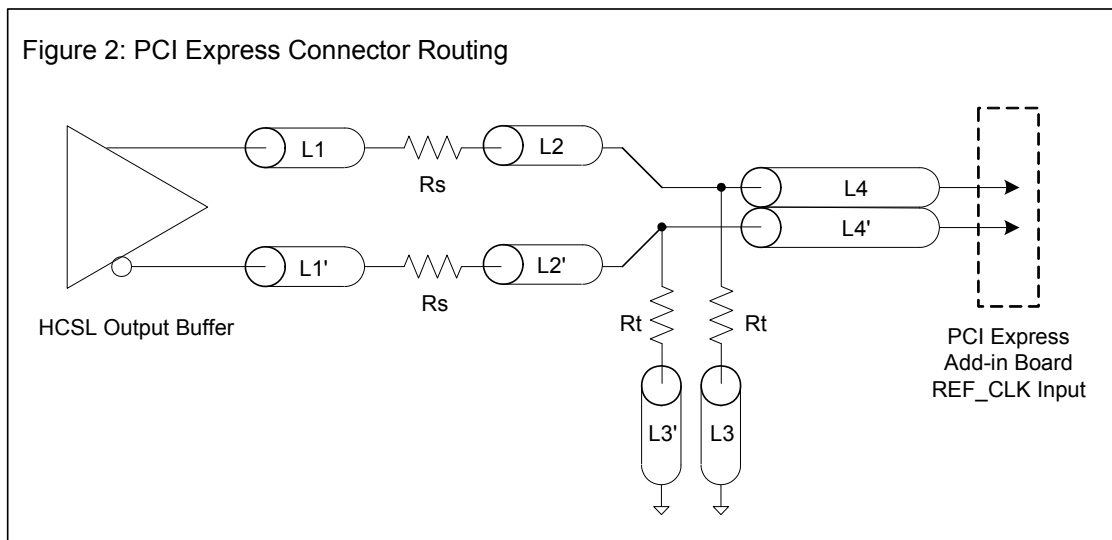 Figure 2: PCI Express Connector Routing
L1
Rs
L2
L4
L4'
L1'
Rs
L2'
HCSL Output Buffer
Rt
Rt
L3'
L3
PCI Express
Add-in Board
REF_CLK Input